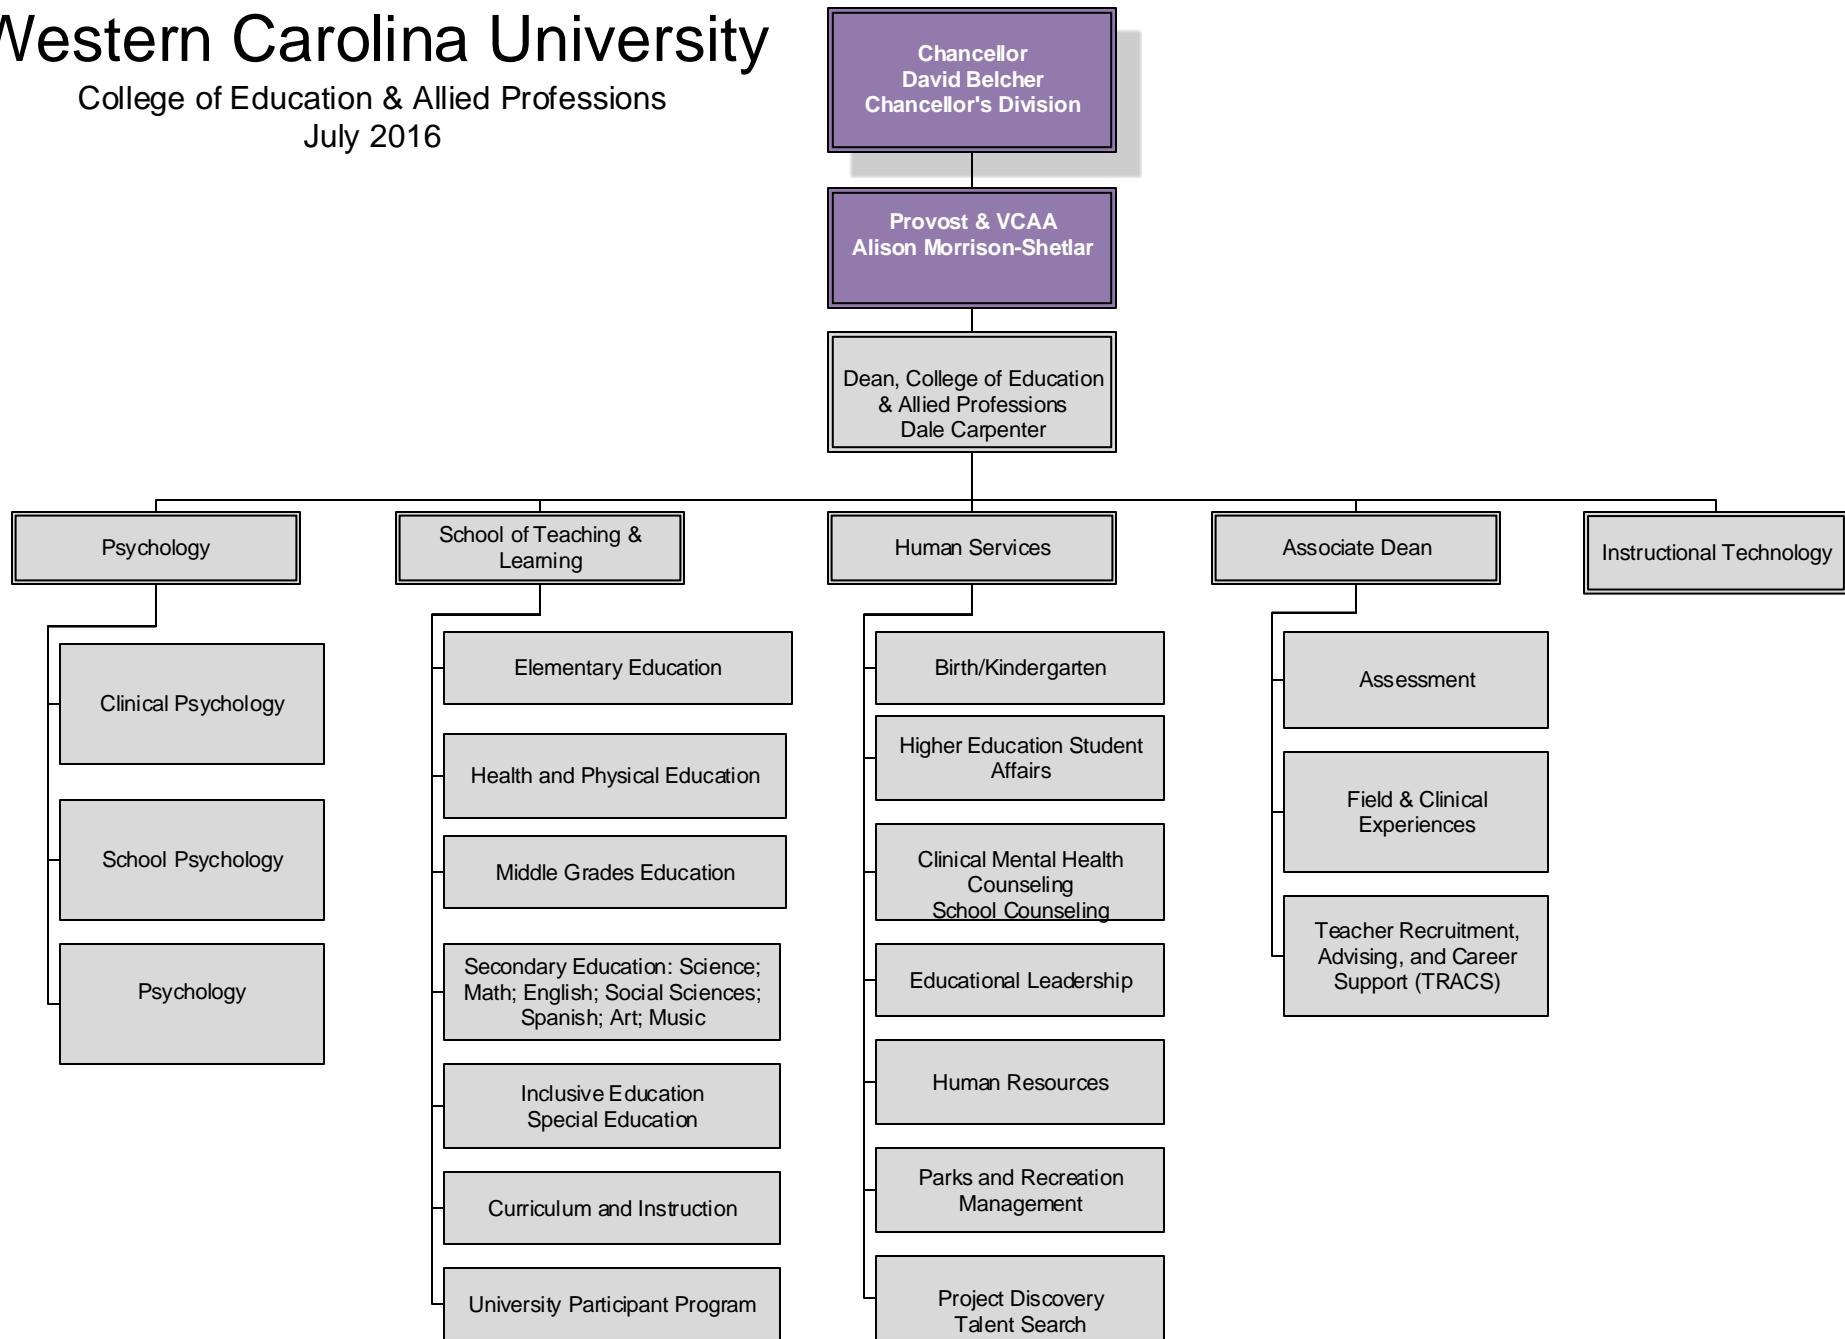 Western Carolina University
College of Education & Allied Professions
July 2016
Chancellor
David Belcher
Chancellor's Division
Provost & VCAA
Alison Morrison-Shetlar
Dean, College of Education
& Allied Professions
Dale Carpenter
Psychology
School of Teaching &
Learning
Human Services
Associate Dean
Instructional Technology
Clinical Psychology
School Psychology
Psychology
Elementary Education
Health and Physical Education
Middle Grades Education
Secondary Education: Science;
Math; English; Social Sciences;
Spanish; Art; Music
Inclusive Education
Special Education
Curriculum and Instruction
University Participant Program
Birth/Kindergarten
Higher Education Student
Affairs
Clinical Mental Health
Counseling
School Counseling
Educational Leadership
Human Resources
Parks and Recreation
Management
Project Discovery
Talent Search
Assessment
Field & Clinical
Experiences
Teacher Recruitment,
Advising, and Career
Support (TRACS)